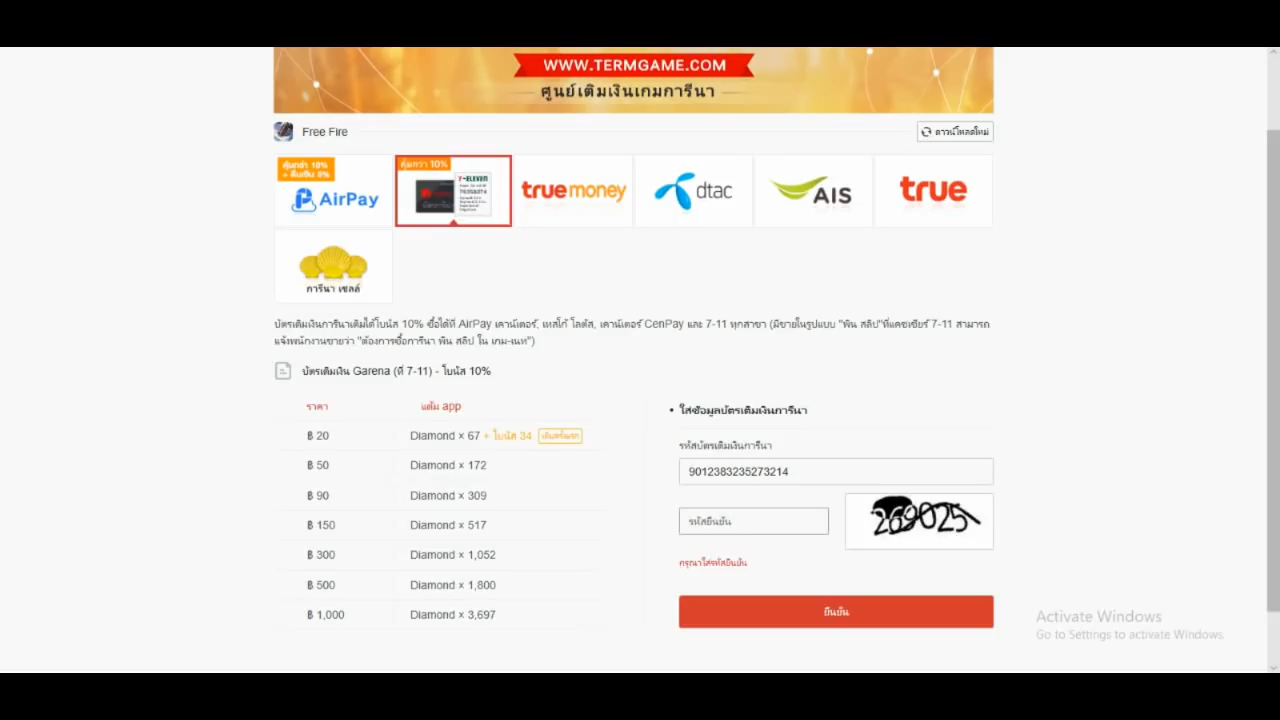 WWW.TERMGAME.COM
ศูนย์เติมเงินเกมการีนา
Free Fire
ดาวน์โหลดใหม่
คุ้มกว่า 10%
AirPay
คุ้มกว่า 10%
7-ELEVEN
truemoney
dtac
AIS
true
การีนา เชลล์
บัตรเติมเงินการีนาเติมได้โบนัส 10% ซื้อได้ที่ AirPay เคาน์เตอร์, เทสโก้ โลตัส, เคาน์เตอร์ CenPay และ 7-11 ทุกสาขา (มีขายในรูปแบบ "พิน สลิป"ที่แคชเชียร์ 7-11 สามารถ
แจ้งพนักงานขายว่า "ต้องการซื้อการีนา พิน สลิป ใน เกม-เนท")
บัตรเติมเงิน Garena (ที่ 7-11) - โบนัส 10%
ราคา แต้ม app
฿ 20 Diamond × 67 + โบนัส 34
฿ 50 Diamond × 172
฿ 90 Diamond × 309
฿ 150 Diamond × 517
฿ 300 Diamond × 1,052
฿ 500 Diamond × 1,800
฿ 1,000 Diamond × 3,697
• ใส่ข้อมูลบัตรเติมเงินการีนา
รหัสบัตรเติมเงินการีนา
9012383235273214
รหัสยืนยัน
269025
กรุณาใส่รหัสยืนยัน
ยืนยัน
Activate Windows
Go to Settings to activate Windows.